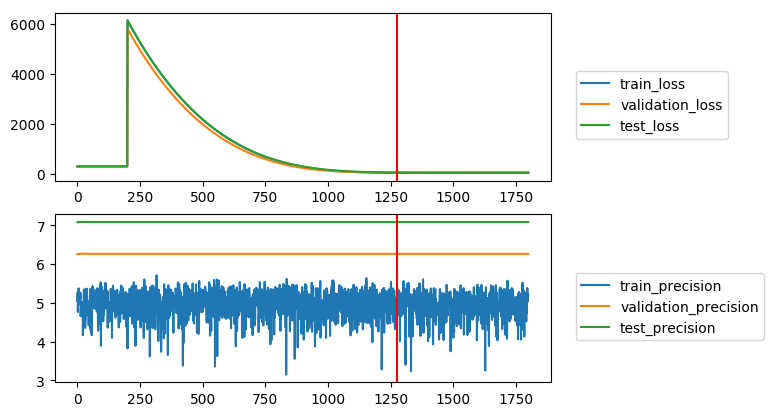 6000
4000
2000
0
0 250 500 750 1000 1250 1500 1750
train_loss
validation_loss
test_loss
7
6
5
4
3
0 250 500 750 1000 1250 1500 1750
train_precision
validation_precision
test_precision